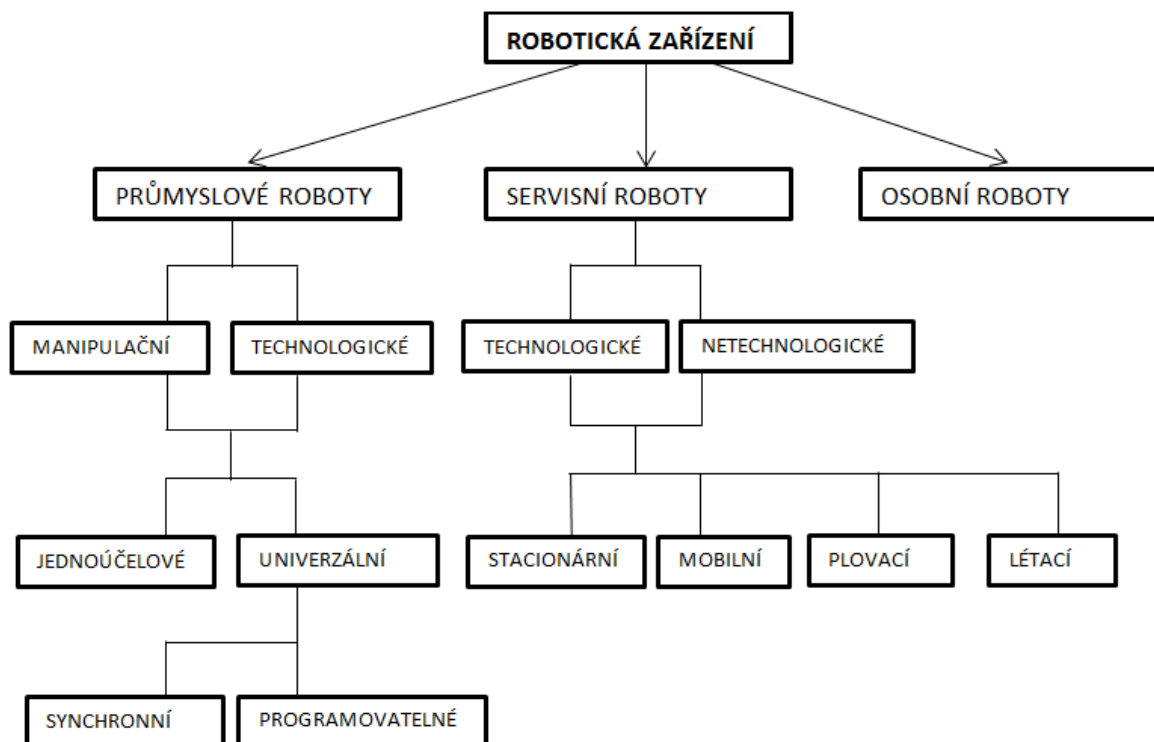 ROBOTICKÁ ZAŘÍZENÍ
PRŮMYSLOVÉ ROBOTY
SERVISNÍ ROBOTY
OSOBNÍ ROBOTY
MANIPULAČNÍ
TECHNOLOGICKÉ
TECHNOLOGICKÉ
NETECHNOLOGICKÉ
JEDNOÚČELOVÉ
UNIVERZÁLNÍ
STACIONÁRNÍ
MOBILNÍ
PLOVACÍ
LÉTACÍ
SYNCHRONNÍ
PROGRAMOVATELNÉ